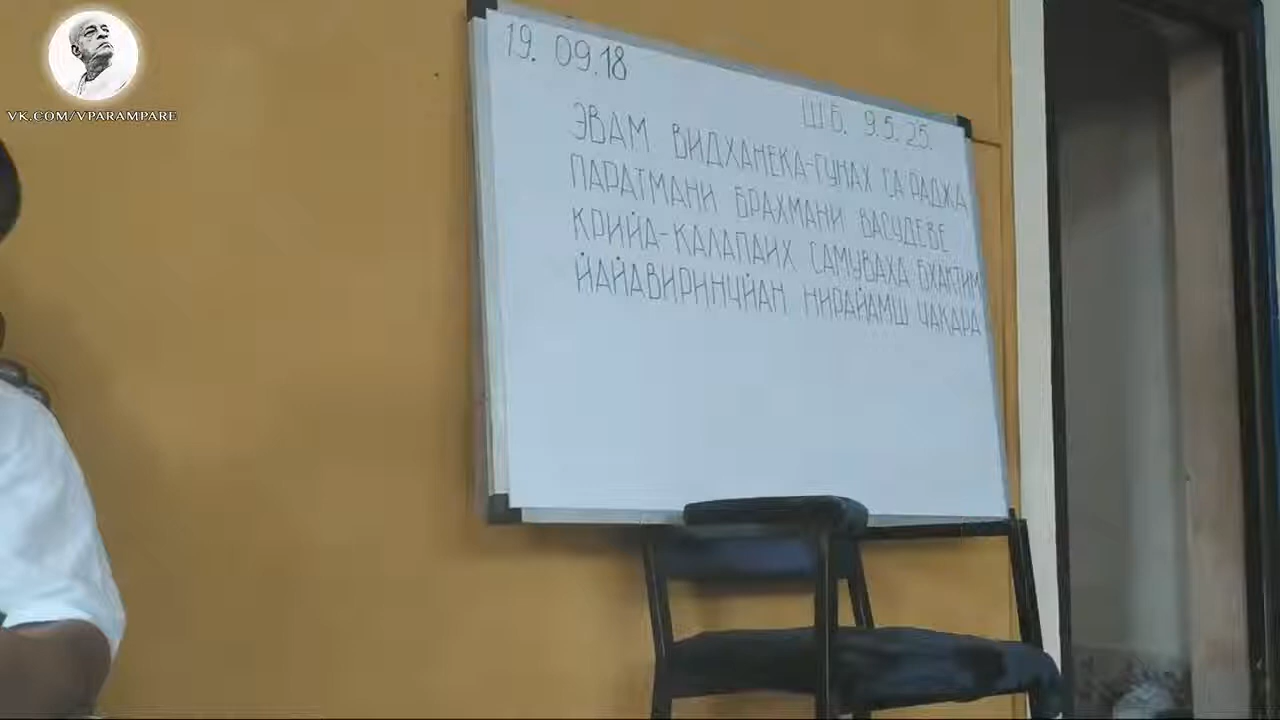 VK.COM/VPARAMPARE
19. 09.18
Ш.Б. 9.5.25.
ЭВАМ ВИДХАНЕКА-ГУНАХ СА РАДЖА
ПАРАТМАНИ БРАХМАНИ ВАСУДЕВЕ
КРИЙА-КАЛАПАИХ САМУВАХА БХАКТИМ
ЙАЙАВИРИНЧЙАН НИРАЙАМШ ЧАКАРА